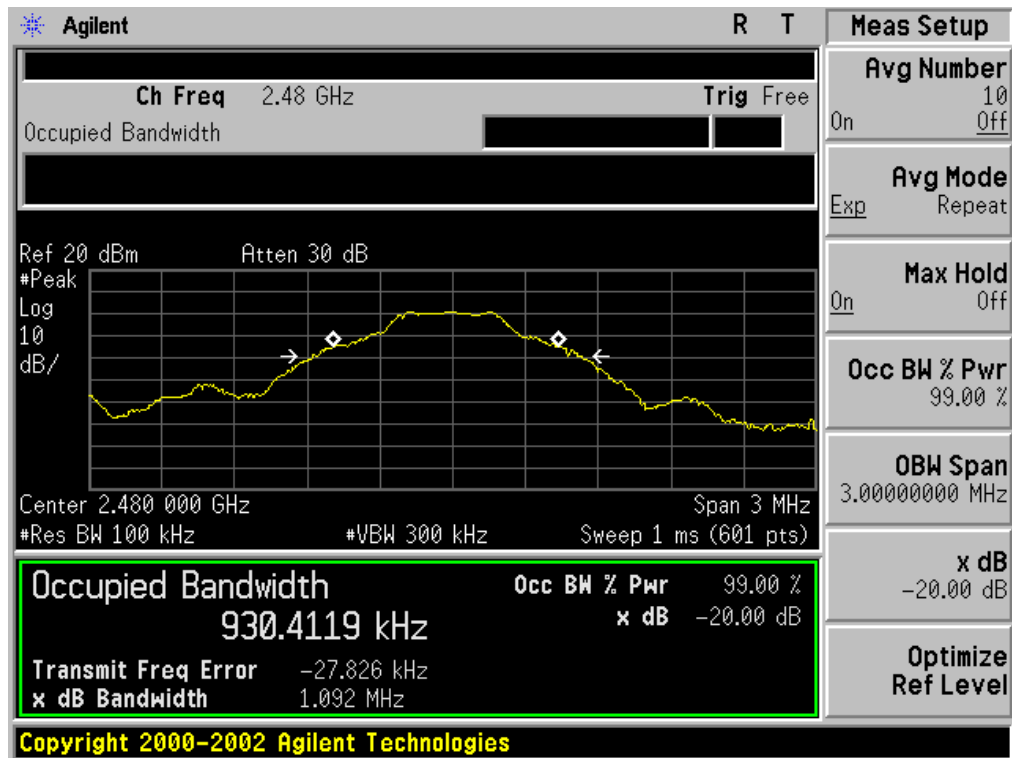 Agilent R T
Ch Freq 2.48 GHz Trig Free
Occupied Bandwidth
Ref 20 dBm Atten 30 dB
#Peak
Log
10
dB/
Center 2.480 000 GHz Span 3 MHz
#Res BW 100 kHz #VBW 300 kHz Sweep 1 ms (601 pts)
Occupied Bandwidth Occ BW % Pwr 99.00 %
930.4119 kHz x dB -20.00 dB
Transmit Freq Error -27.826 kHz
x dB Bandwidth 1.092 MHz
Copyright 2000-2002 Agilent Technologies
Meas Setup
Avg Number
10
On Off
Avg Mode
Exp Repeat
Max Hold
On Off
Occ BW % Pwr
99.00 %
OBW Span
3.00000000 MHz
x dB
-20.00 dB
Optimize
Ref Level